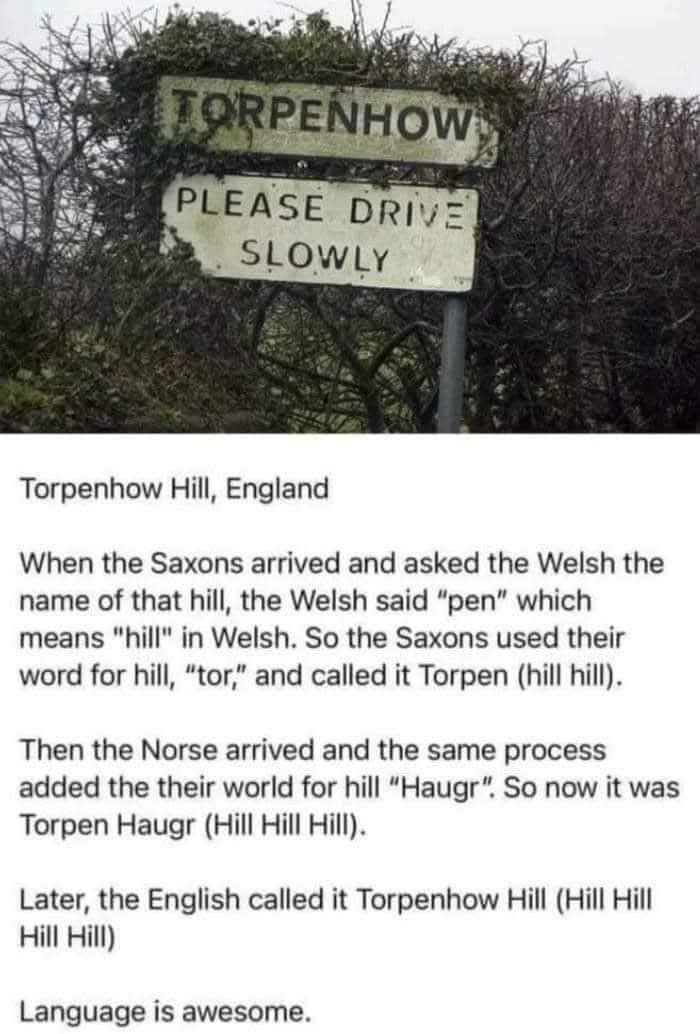 TORPENHOW
PLEASE DRIVE
SLOWLY
Torpenhow Hill, England
When the Saxons arrived and asked the Welsh the
name of that hill, the Welsh said "pen" which
means "hill" in Welsh. So the Saxons used their
word for hill, "tor," and called it Torpen (hill hill).
Then the Norse arrived and the same process
added the their world for hill "Haugr". So now it was
Torpen Haugr (Hill Hill Hill).
Later, the English called it Torpenhow Hill (Hill Hill
Hill Hill)
Language is awesome.